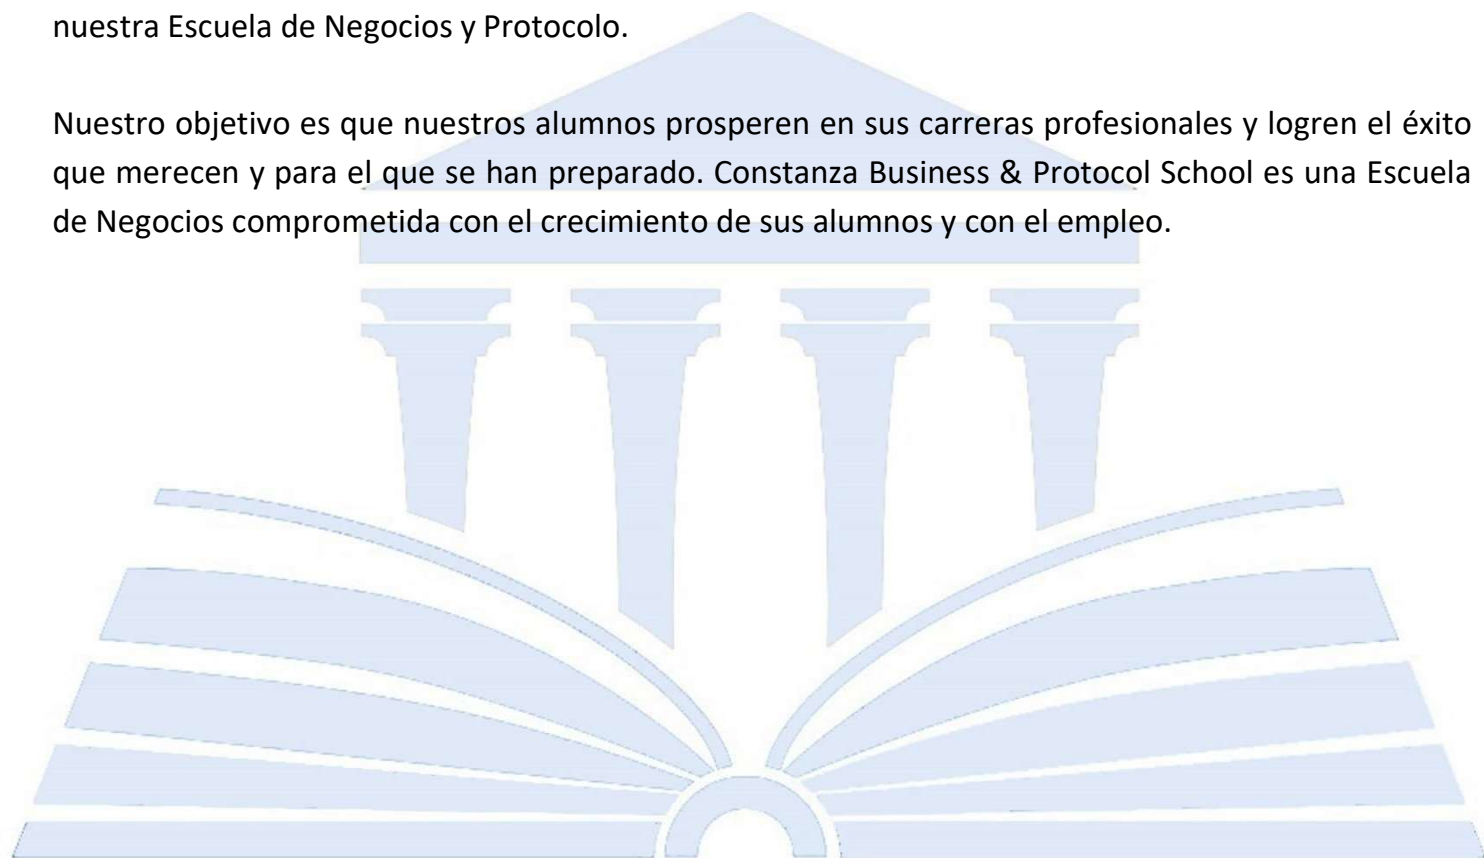 nuestra Escuela de Negocios y Protocolo.
Nuestro objetivo es que nuestros alumnos prosperen en sus carreras profesionales y logren el éxito
que merecen y para el que se han preparado. Constanza Business & Protocol School es una Escuela
de Negocios comprometida con el crecimiento de sus alumnos y con el empleo.